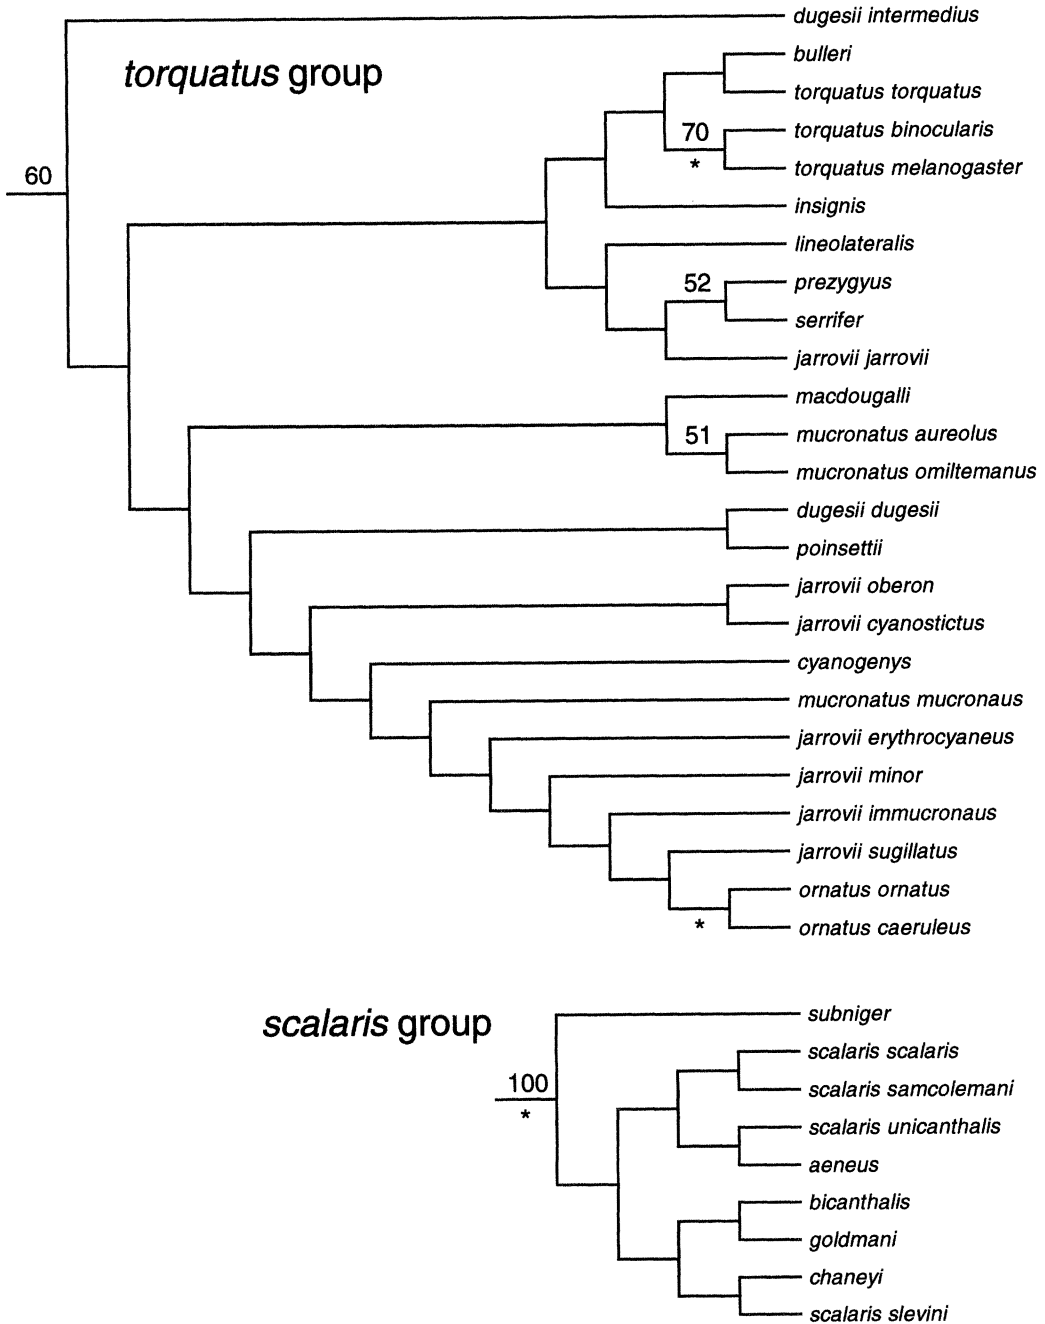 dugesii intermedius
torquatus group
bulleri
torquatus torquatus
70
torquatus binocularis
*
torquatus melanogaster
60
insignis
lineolateralis
52
prezygyus
serrifer
jarrovii jarrovii
macdougalli
51
mucronatus aureolus
mucronatus omiltemanus
dugesii dugesii
poinsettii
jarrovii oberon
jarrovii cyanostictus
cyanogenys
mucronatus mucronaus
jarrovii erythrocyaneus
jarrovii minor
jarrovii immucronaus
jarrovii sugillatus
ornatus ornatus
*
ornatus caeruleus
scalaris group
subniger
scalaris scalaris
100
*
scalaris samcolemani
scalaris unicanthalis
aeneus
bicanthalis
goldmani
chaneyi
scalaris slevini